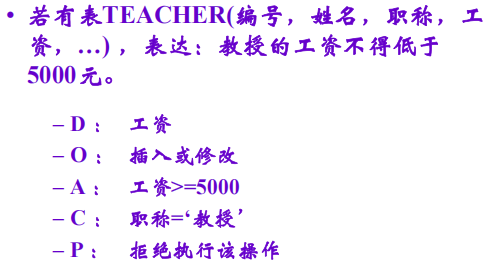 • 若有表TEACHER(编号，姓名，职称，工
资，…) ，表达：教授的工资不得低于
5000元。
– D： 工资
– O： 插入或修改
– A： 工资>=5000
– C： 职称=‘教授’
– P： 拒绝执行该操作